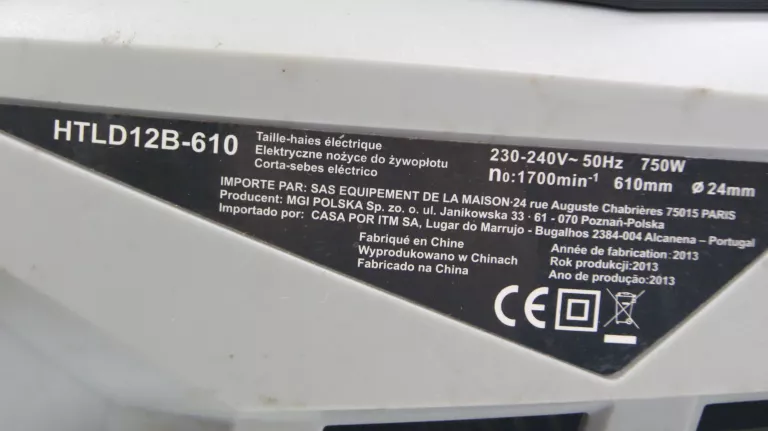 HTLD12B-610
Taille-haies électrique
Elektryczne nożyce do żywopłotu
Corta-sebes eléctrico
230-240V~ 50Hz 750W
n0:1700min-1 610mm ø 24mm
IMPORTE PAR: SAS EQUIPEMENT DE LA MAISON·24 rue Auguste Chabrières 75015 PARIS
Producent: MGI POLSKA Sp. zo. o. ul. Janikowska 33 · 61 - 070 Poznań-Polska
Importado por: CASA POR ITM SA, Lugar do Marrujo - Bugalhos 2384-004 Alcanena – Portugal
Fabriqué en Chine
Wyprodukowano w Chinach
Fabricado na China
Année de fabrication: 2013
Rok produkcji:2013
Ano de produção:2013
CE